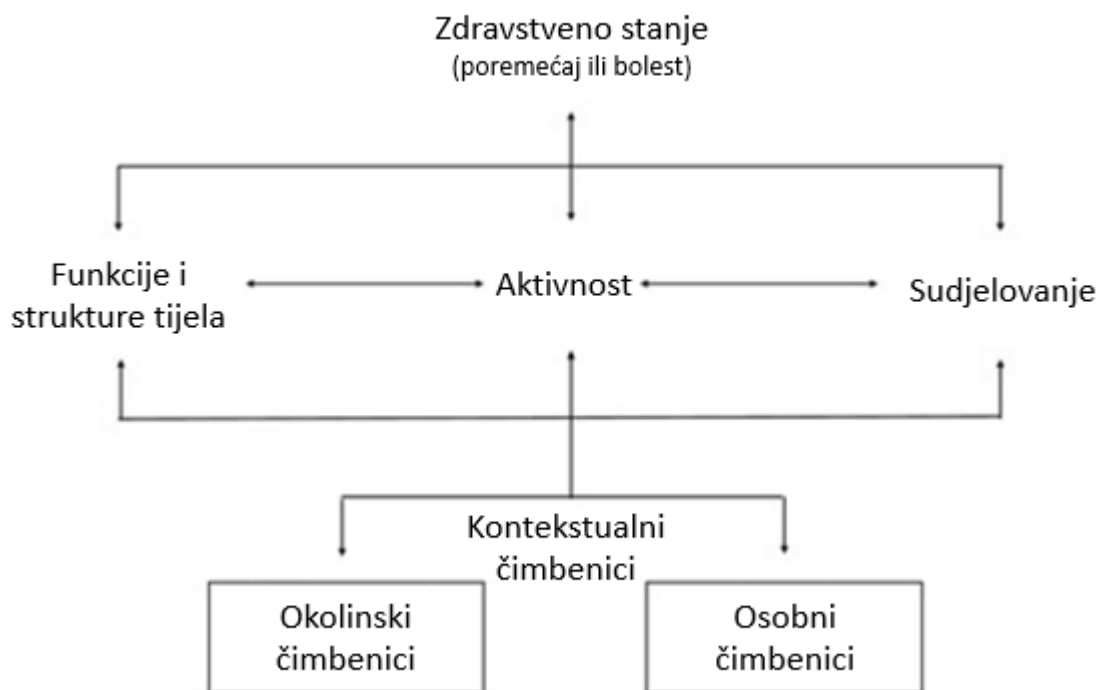 Zdravstveno stanje
(poremećaj ili bolest)
Funkcije i
strukture tijela
Aktivnost
Sudjelovanje
Kontekstualni
čimbenici
Okolinski
čimbenici
Osobni
čimbenici